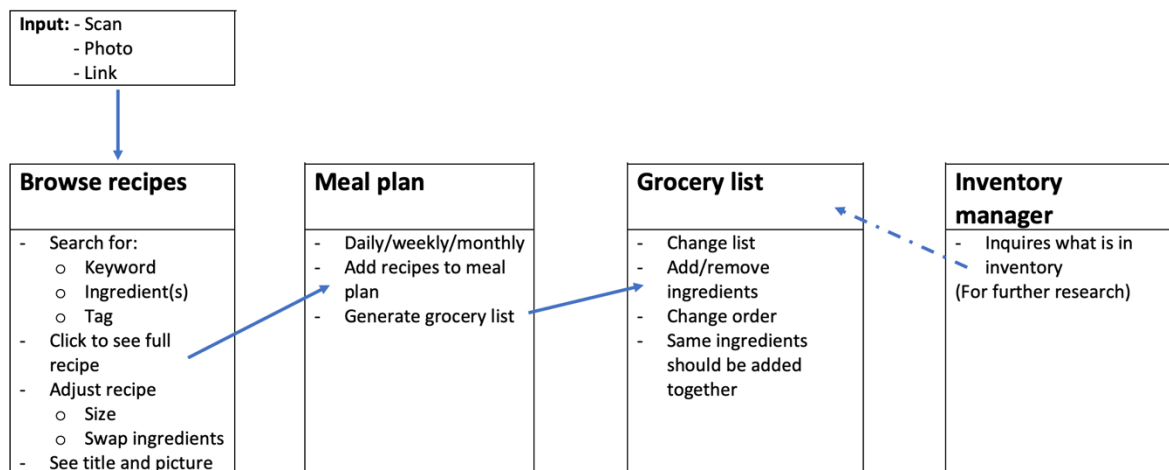 Input: - Scan
- Photo
- Link
Browse recipes
- Search for:
o Keyword
o Ingredient(s)
o Tag
- Click to see full
recipe
- Adjust recipe
o Size
o Swap ingredients
- See title and picture
Meal plan
- Daily/weekly/monthly
- Add recipes to meal
plan
- Generate grocery list
Grocery list
- Change list
- Add/remove
ingredients
- Change order
- Same ingredients
should be added
together
Inventory
manager
- Inquires what is in
inventory
(For further research)